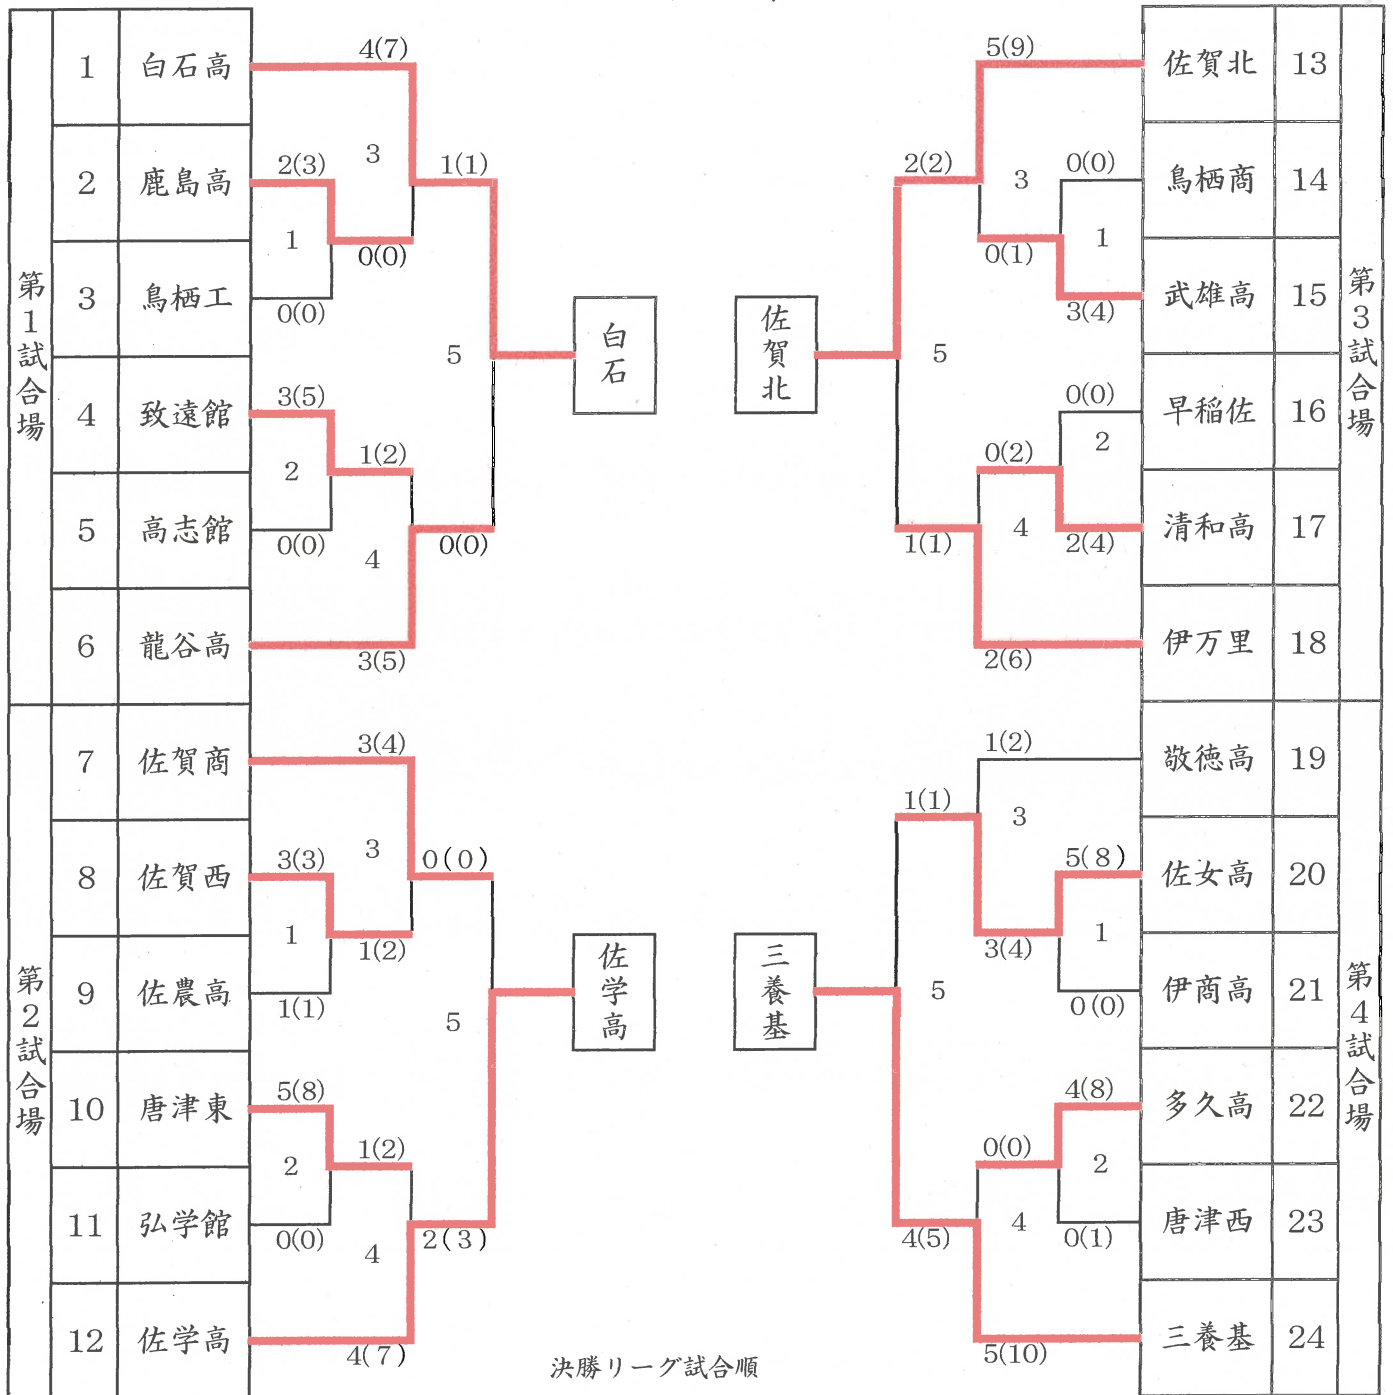 第1試合場
1 白石高
2 鹿島高
3 鳥栖工
4 致遠館
5 高志館
6 龍谷高
第2試合場
7 佐賀商
8 佐賀西
9 佐農高
10 唐津東
11 弘学館
12 佐学高
4(7)
3
2(3)
1
0(0)
0(0)
1(1)
5
3(5)
2
0(0)
1(2)
4
0(0)
3(5)
白石
3(4)
3
3(3)
1
1(1)
1(2)
0(0)
5
5(8)
2
0(0)
1(2)
4
2(3)
4(7)
佐学高
5(9)
2(2)
3
0(0)
1
0(1)
3(4)
佐賀北
5
0(0)
2
0(2)
4
2(4)
1(1)
2(6)
1(2)
1(1)
3
5(8)
1
3(4)
0(0)
三養基
5
4(8)
0(0)
2
4
0(1)
4(5)
5(10)
佐賀北 13
鳥栖商 14
武雄高 15
早稲佐 16
清和高 17
伊万里 18
第3試合場
敬徳高 19
佐女高 20
伊商高 21
多久高 22
唐津西 23
三養基 24
第4試合場
決勝リーグ試合順